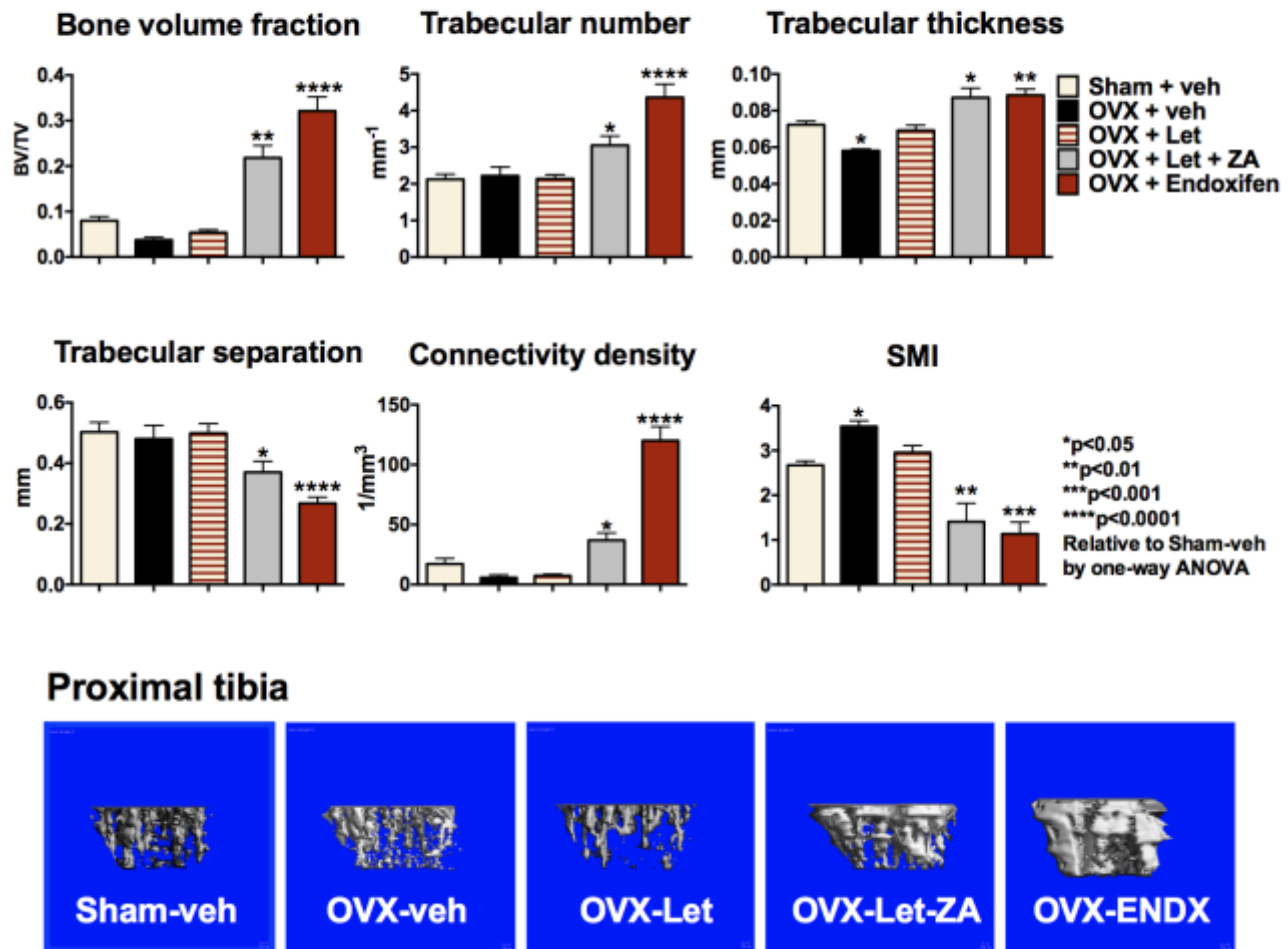 Bone volume fraction
0.4
0.3
0.2
0.1
0.0
BV/TV
**
****
Trabecular number
5
4
3
2
1
0
mm⁻¹
*
****
Trabecular thickness
0.10
0.08
0.06
0.04
0.02
0.00
mm
*
*
**
Sham + veh
OVX + veh
OVX + Let
OVX + Let + ZA
OVX + Endoxifen
Trabecular separation
0.6
0.4
0.2
0.0
mm
*
****
Connectivity density
150
100
50
0
1/mm³
*
****
SMI
4
3
2
1
0
*
**
***
*p<0.05
**p<0.01
***p<0.001
****p<0.0001
Relative to Sham-veh
by one-way ANOVA
Proximal tibia
Sham-veh
OVX-veh
OVX-Let
OVX-Let-ZA
OVX-ENDX